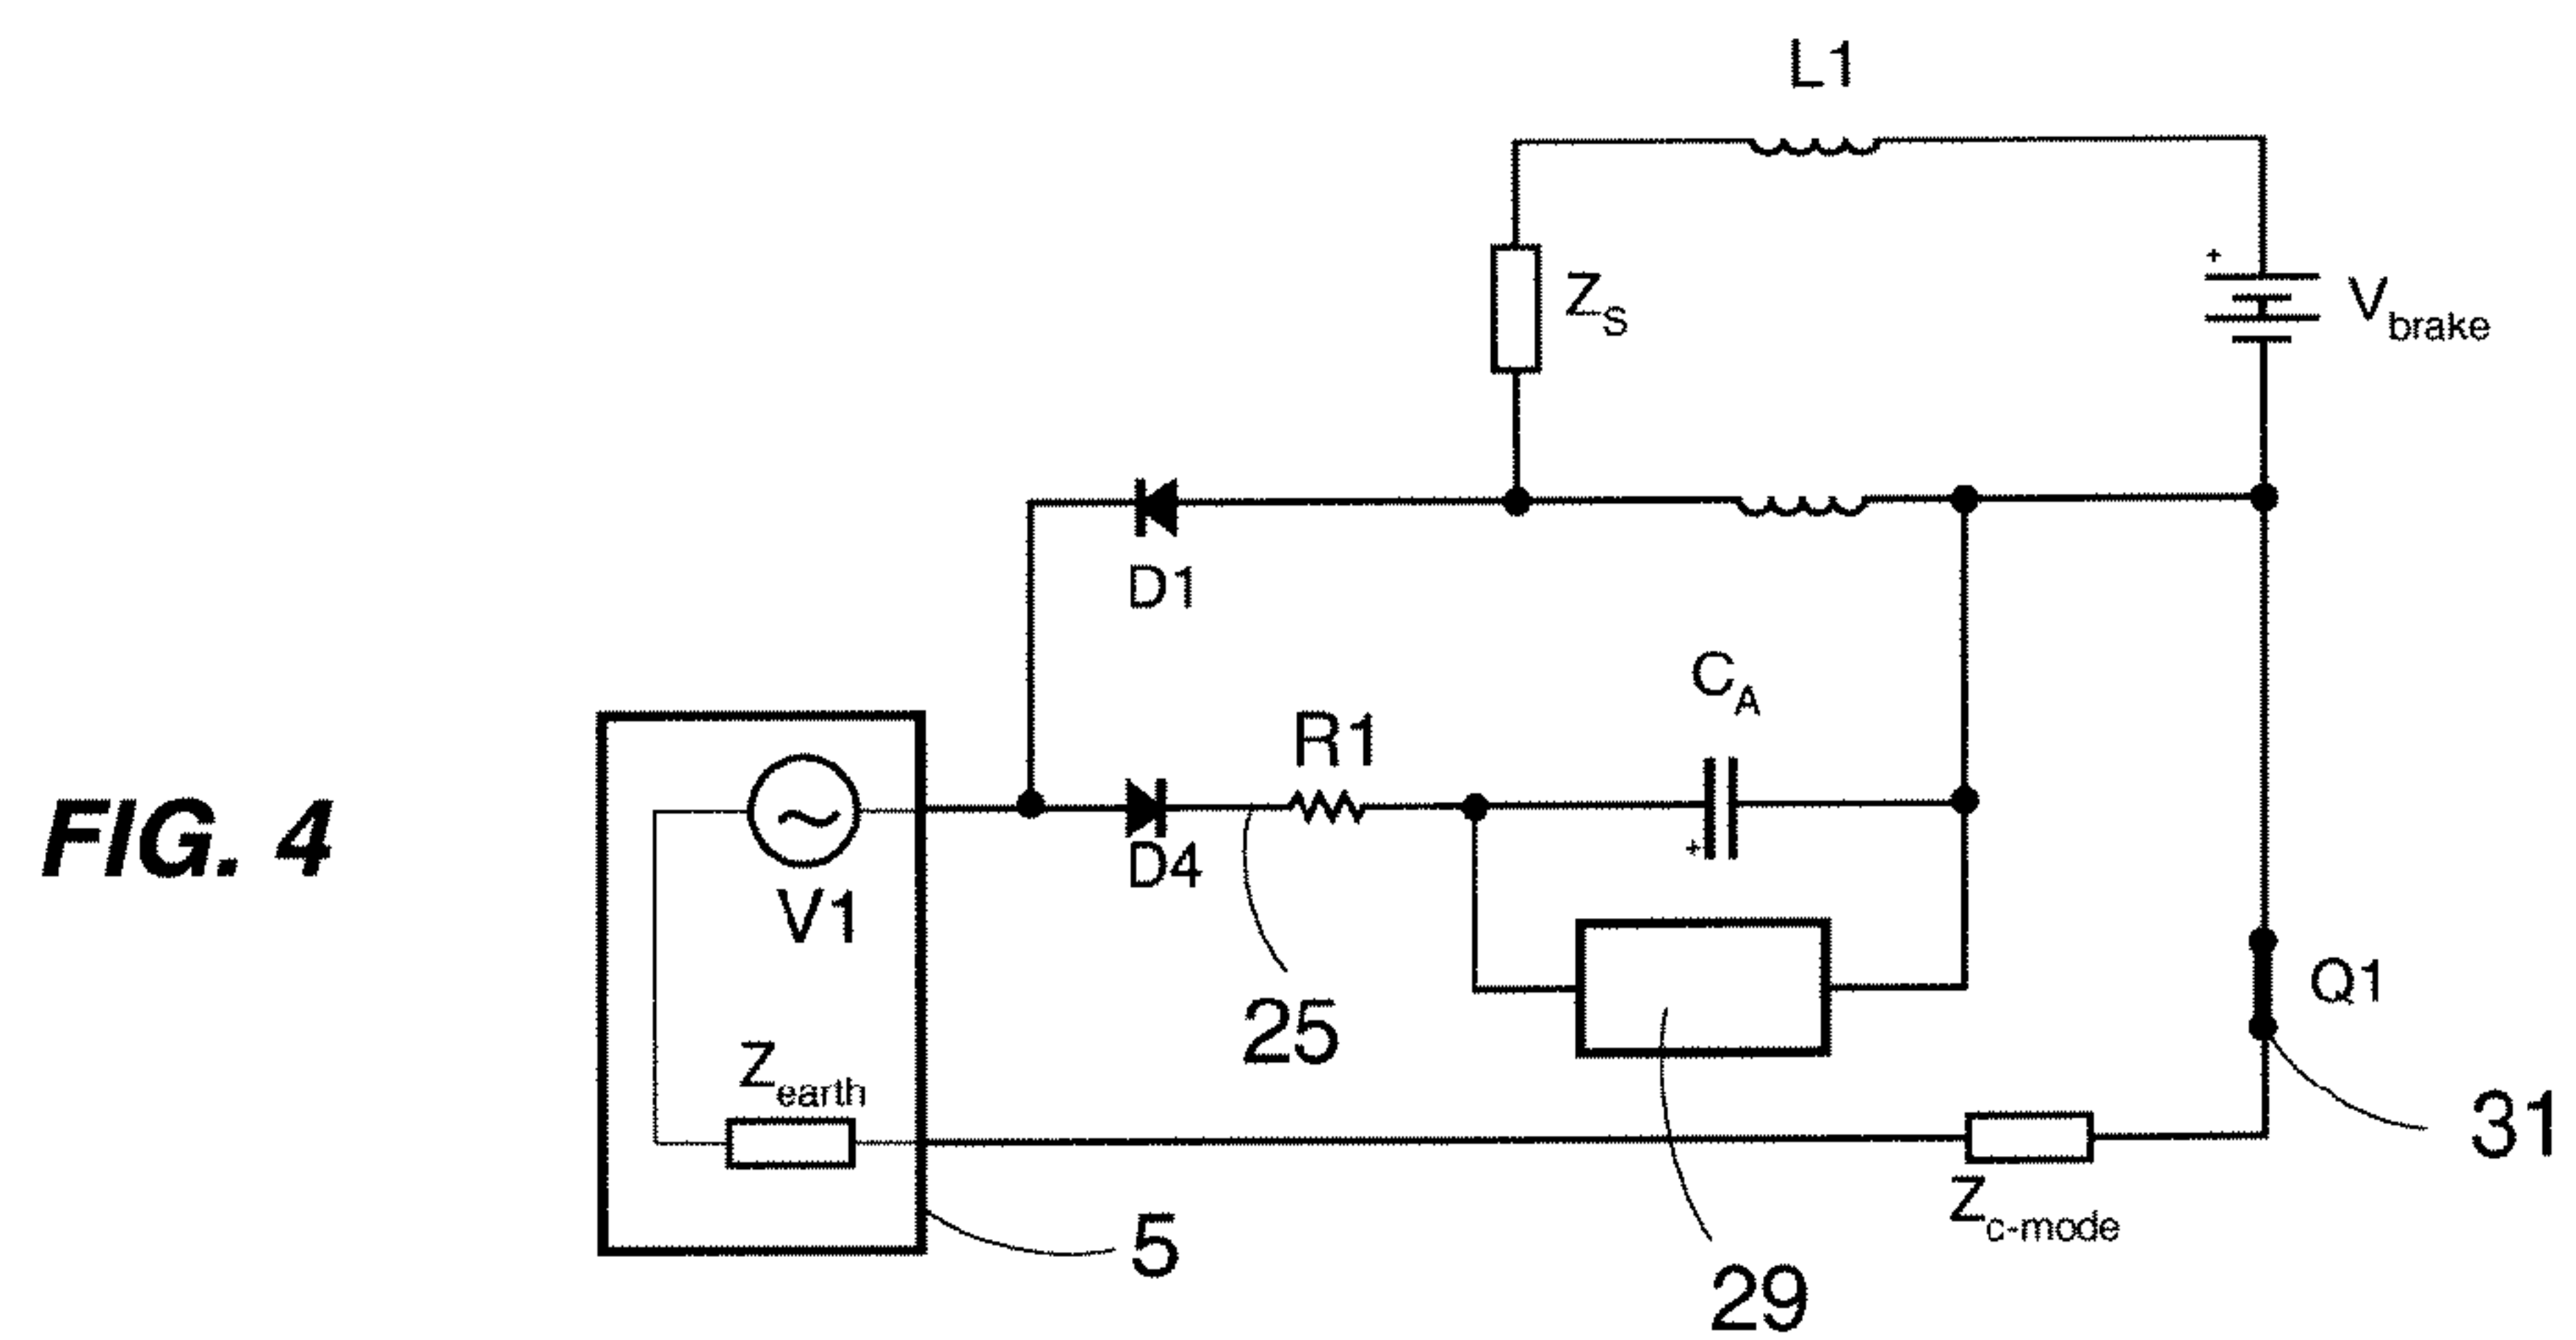 L1
+
Z_S
V_brake
D1
C_A
R1
+
FIG. 4
D4
V1
Q1
25
Z_earth
31
Z_c-mode
5
29